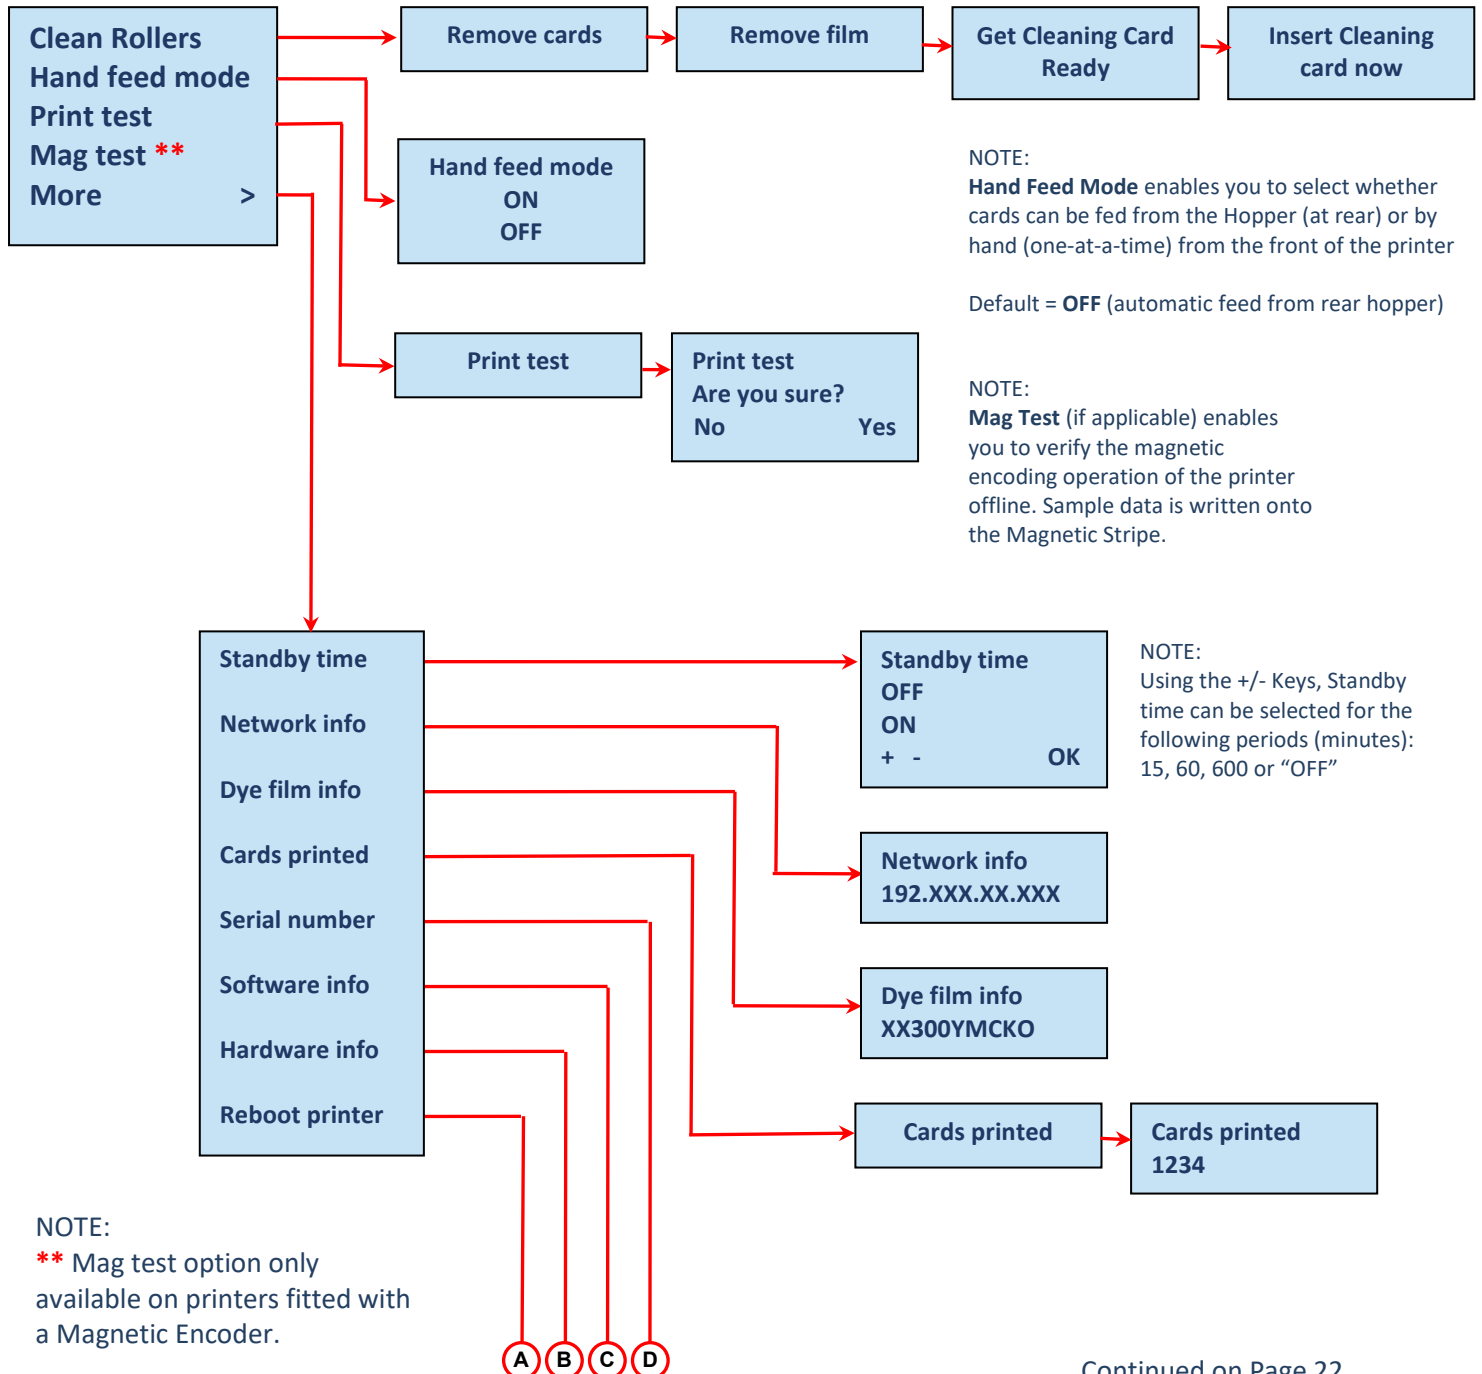 Clean Rollers
Hand feed mode
Print test
Mag test **
More >
Remove cards
Remove film
Get Cleaning Card
Ready
Insert Cleaning
card now
Hand feed mode
ON
OFF
NOTE:
Hand Feed Mode enables you to select whether
cards can be fed from the Hopper (at rear) or by
hand (one-at-a-time) from the front of the printer
Default = OFF (automatic feed from rear hopper)
Print test
Print test
Are you sure?
No Yes
NOTE:
Mag Test (if applicable) enables
you to verify the magnetic
encoding operation of the printer
offline. Sample data is written onto
the Magnetic Stripe.
Standby time
Network info
Dye film info
Cards printed
Serial number
Software info
Hardware info
Reboot printer
Standby time
OFF
ON
+ - OK
NOTE:
Using the +/- Keys, Standby
time can be selected for the
following periods (minutes):
15, 60, 600 or “OFF”
Network info
192.XXX.XX.XXX
Dye film info
XX300YMCKO
Cards printed
Cards printed
1234
NOTE:
** Mag test option only
available on printers fitted with
a Magnetic Encoder.
A B C D
Continued on Page 22